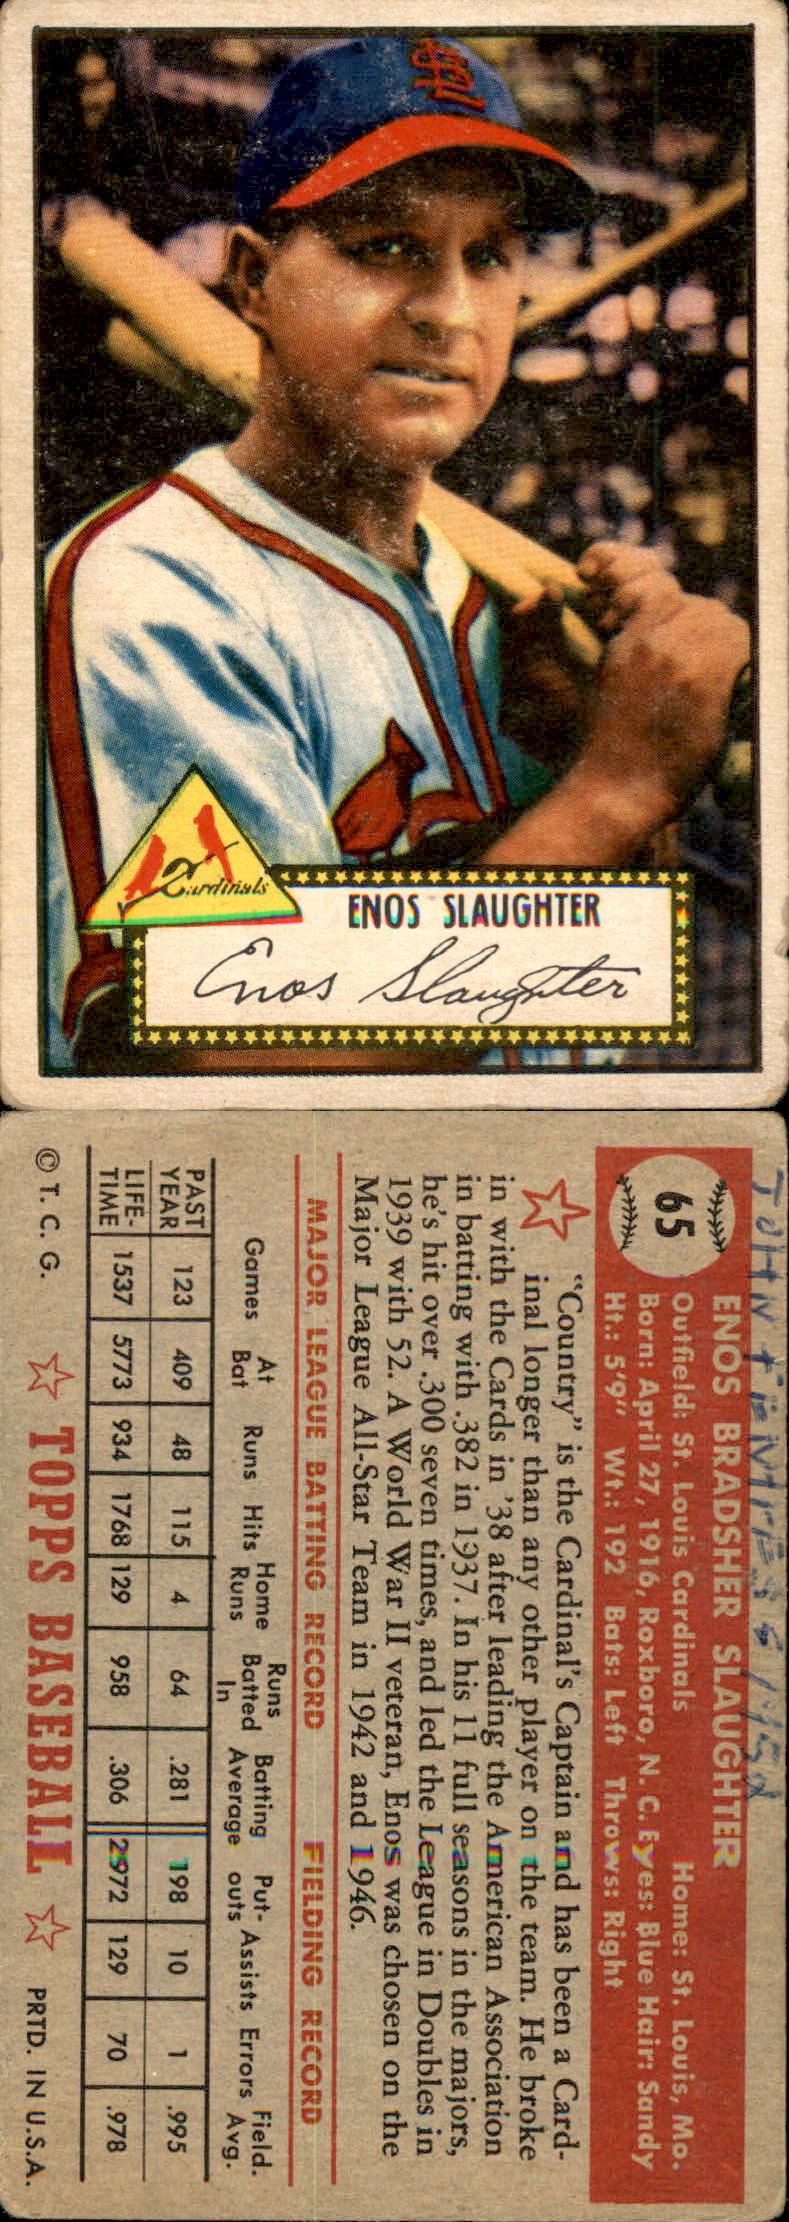 Cardinals
ENOS SLAUGHTER
Enos Slaughter
65
ENOS BRADSHER SLAUGHTER
Outfield: St. Louis Cardinals Home: St. Louis, Mo.
Born: April 27, 1916, Roxboro, N. C. Eyes: Blue Hair: Sandy
Ht.: 5'9" Wt.: 192 Bats: Left Throws: Right
"Country" is the Cardinal's Captain and has been a Card-
inal longer than any other player on the team. He broke
in with the Cards in '38 after leading the American Association
in batting with .382 in 1937. In his 11 full seasons in the majors,
he's hit over .300 seven times, and led the League in Doubles in
1939 with 52. A World War II veteran, Enos was chosen on the
Major League All-Star Team in 1942 and 1946.
MAJOR LEAGUE BATTING RECORD FIELDING RECORD
Games At Bat Runs Hits Home Runs Runs Batted In Batting Average Put-outs Assists Errors Field. Avg.
PAST YEAR 123 409 48 115 4 64 .281 198 10 1 .995
LIFE-TIME 1537 5773 934 1768 129 958 .306 2972 129 70 .978
© T. C. G. TOPPS BASEBALL PRTD. IN U.S.A.